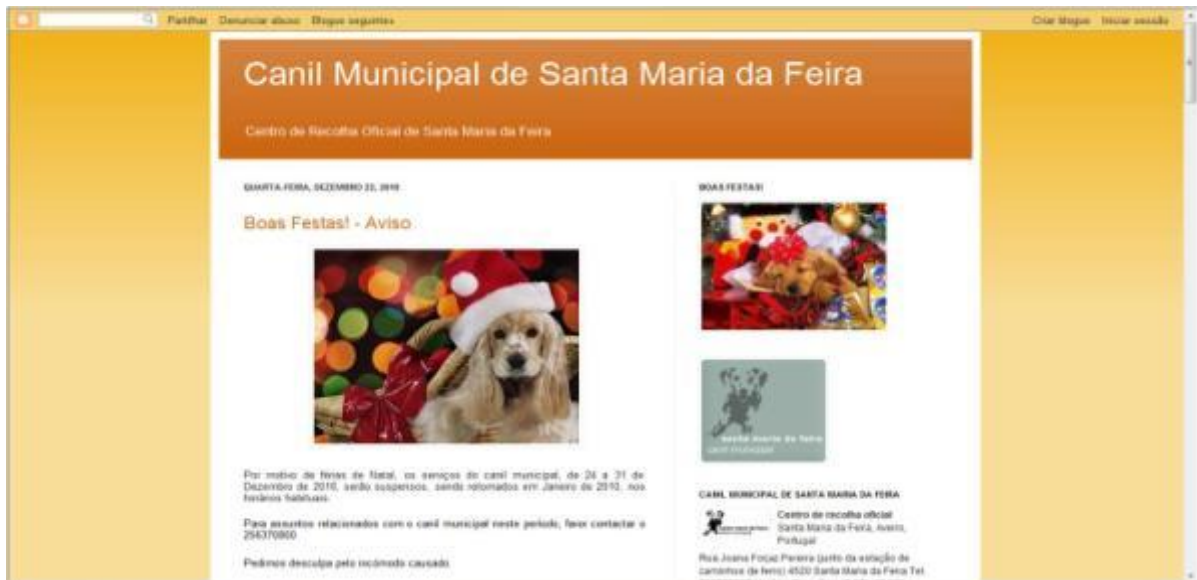 Partilhar Denunciar abuso Blogue seguinte» Criar blogue Iniciar sessão
Canil Municipal de Santa Maria da Feira
Centro de Recolha Oficial de Santa Maria da Feira
QUARTA-FEIRA, DEZEMBRO 22, 2010
Boas Festas! - Aviso
Por motivo de férias de Natal, os serviços do canil municipal, de 24 a 31 de
Dezembro de 2010, serão suspensos, sendo retomados em Janeiro de 2010, nos
horários habituais.
Para assuntos relacionados com o canil municipal neste período, favor contactar o
256370800
Pedimos desculpa pelo incómodo causado.
BOAS FESTAS!
santa maria da feira
canil municipal
CANIL MUNICIPAL DE SANTA MARIA DA FEIRA
Centro de recolha oficial
Santa Maria da Feira, Aveiro,
Portugal
Rua Joana Forjaz Pereira (junto da estação de
caminhos de ferro) 4520 Santa Maria da Feira Tel: